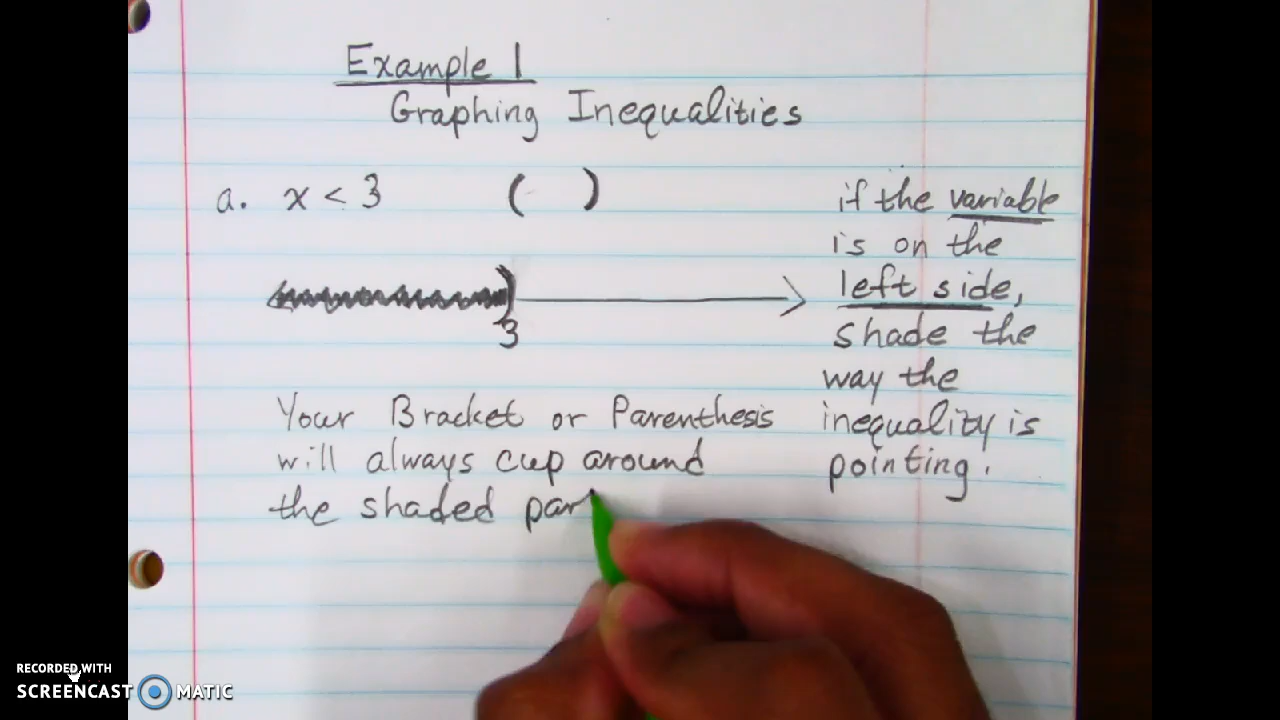 Example 1
Graphing Inequalities
a. x < 3 ( )
3
if the variable
is on the
left side,
shade the
way the
inequality is
pointing.
Your Bracket or Parenthesis
will always cup around
the shaded par
RECORDED WITH
SCREENCAST MATIC